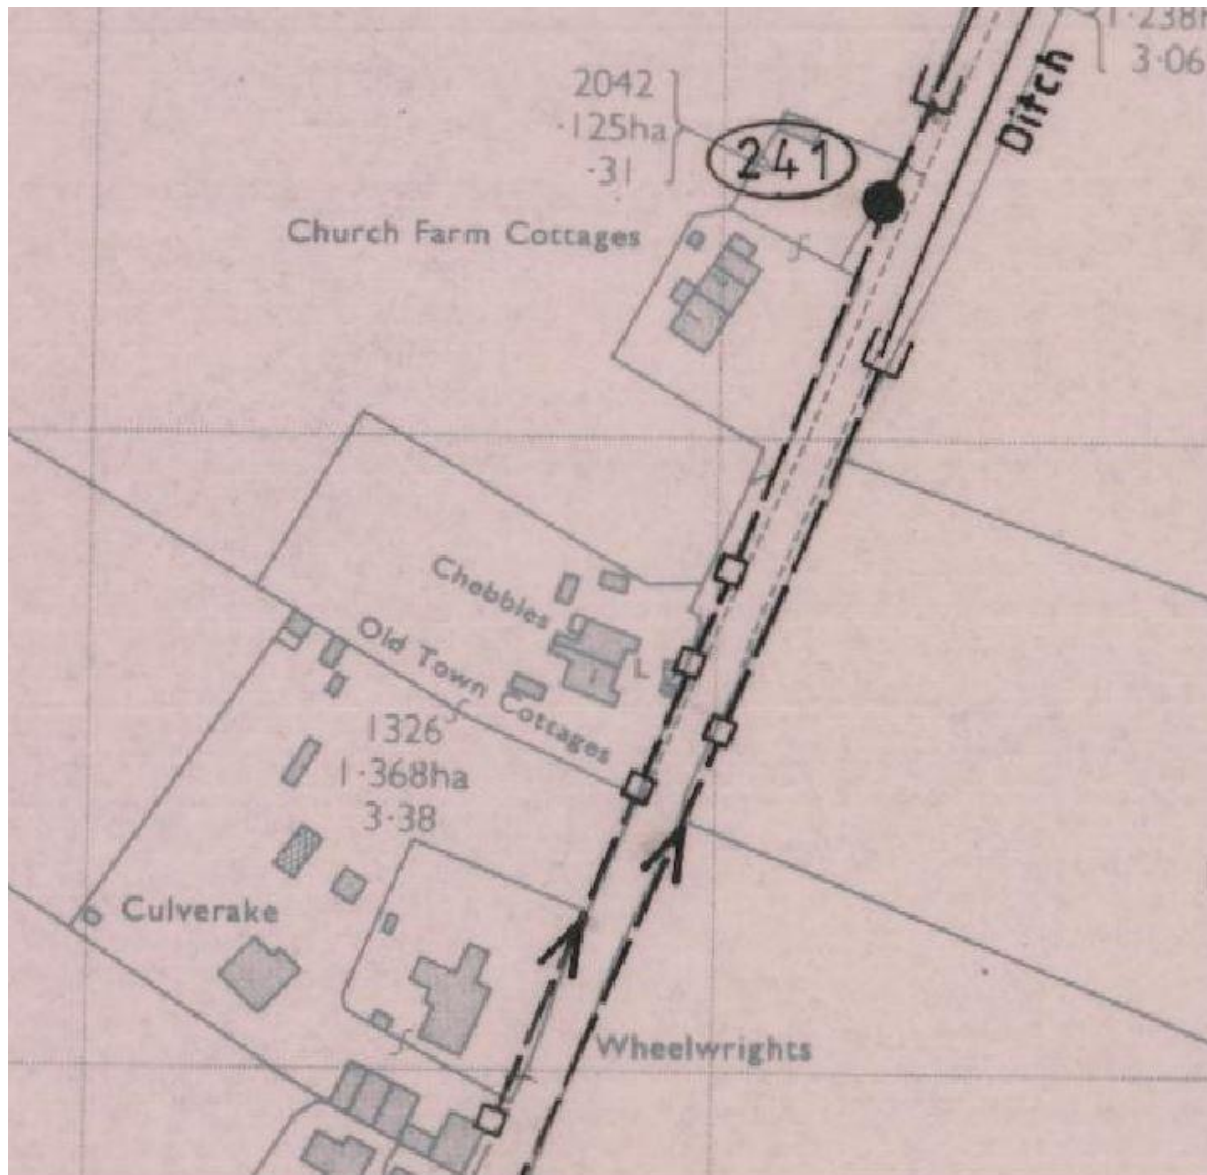 1·238h
3·06
Ditch
2042
·125ha
·31
241
Church Farm Cottages
Chebbles
Old Town Cottages
L
1326
1·368ha
3·38
Culverake
Wheelwrights